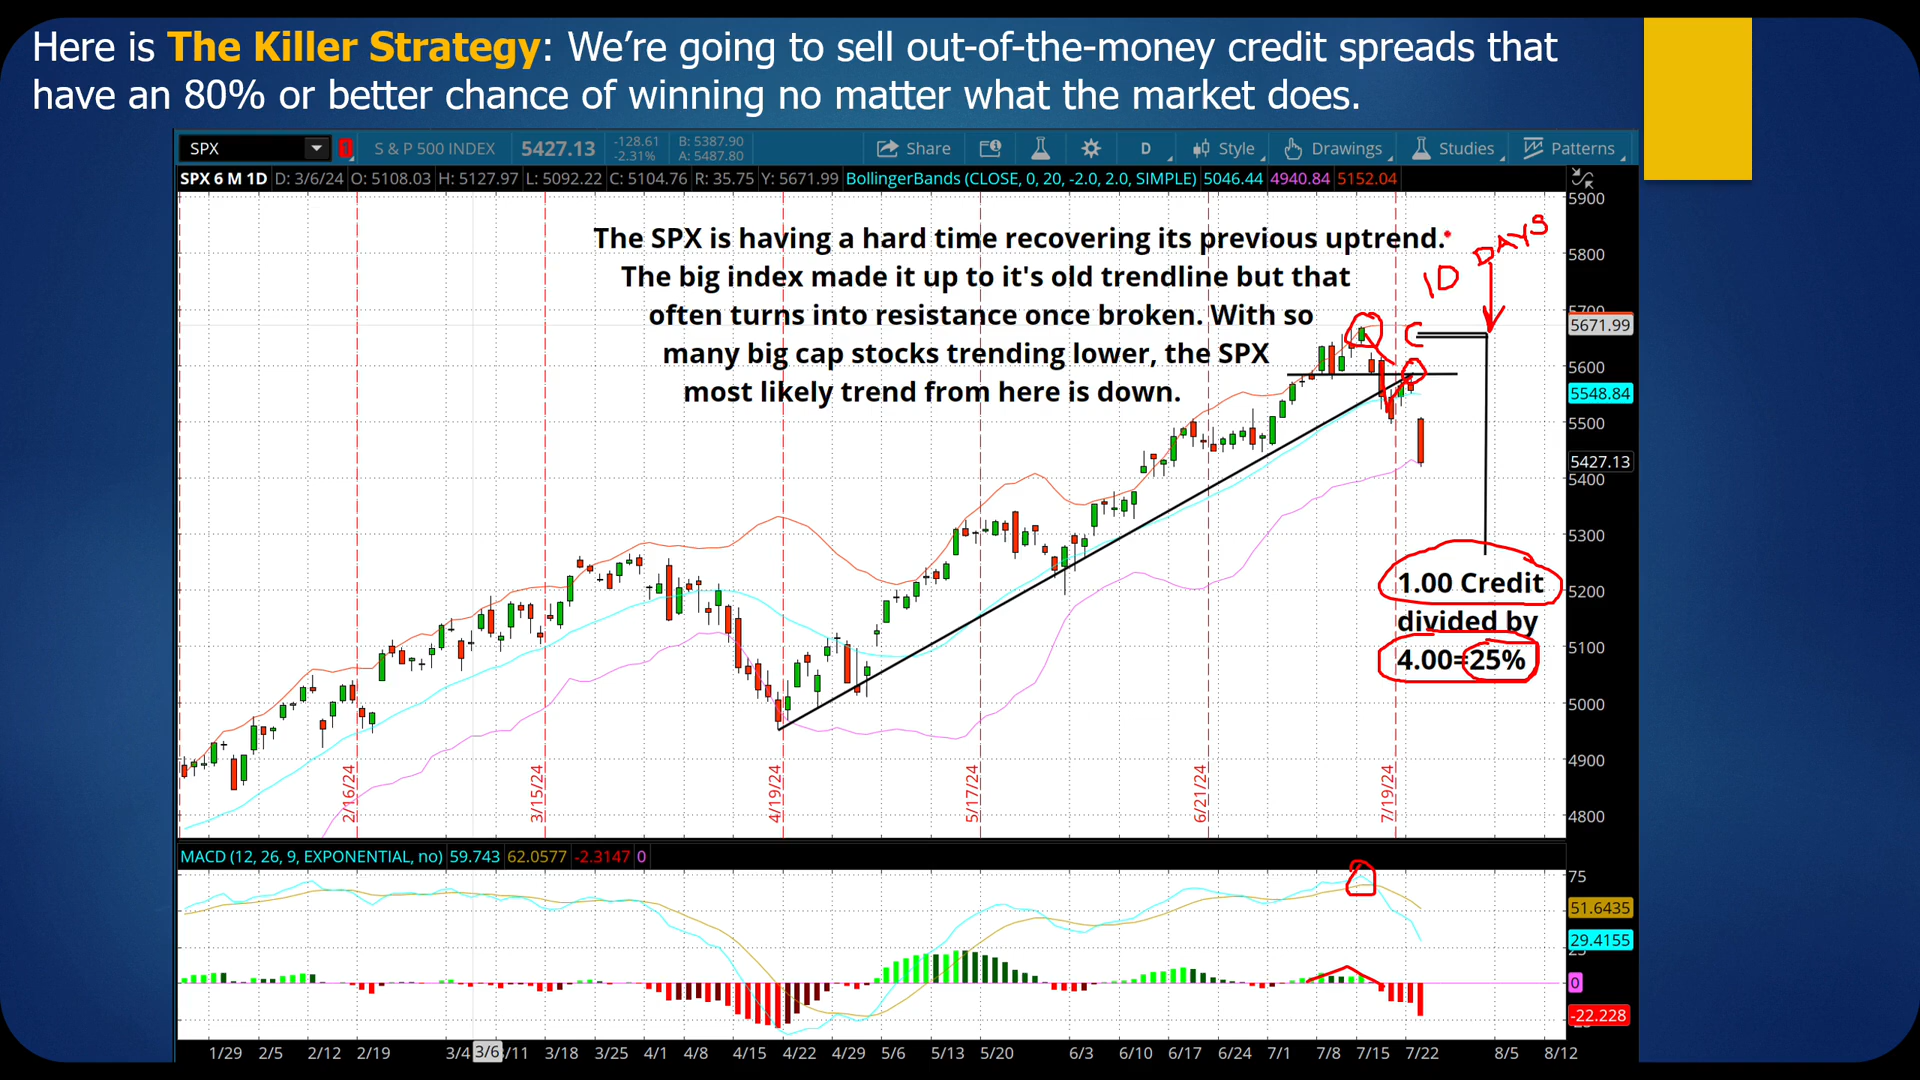 Here is The Killer Strategy: We're going to sell out-of-the-money credit spreads that
have an 80% or better chance of winning no matter what the market does.
SPX 1 S & P 500 INDEX 5427.13 -128.61 -2.31% B: 5387.90 A: 5487.80 Share D Style Drawings Studies Patterns
SPX 6 M 1D D: 3/6/24 O: 5108.03 H: 5127.97 L: 5092.22 C: 5104.76 R: 35.75 Y: 5671.99 BollingerBands (CLOSE, 0, 20, -2.0, 2.0, SIMPLE) 5046.44 4940.84 5152.04
The SPX is having a hard time recovering its previous uptrend.
The big index made it up to it's old trendline but that
often turns into resistance once broken. With so
many big cap stocks trending lower, the SPX
most likely trend from here is down.
10 DAYS
C
1.00 Credit
divided by
4.00=25%
5900
5800
5700
5671.99
5600
5548.84
5500
5427.13
5400
5300
5200
5100
5000
4900
4800
2/16/24
3/15/24
4/19/24
5/17/24
6/21/24
7/19/24
MACD (12, 26, 9, EXPONENTIAL, no) 59.743 62.0577 -2.3147 0
75
51.6435
29.4155
25
0
-22.228
1/29 2/5 2/12 2/19 3/4 3/6 /11 3/18 3/25 4/1 4/8 4/15 4/22 4/29 5/6 5/13 5/20 6/3 6/10 6/17 6/24 7/1 7/8 7/15 7/22 8/5 8/12